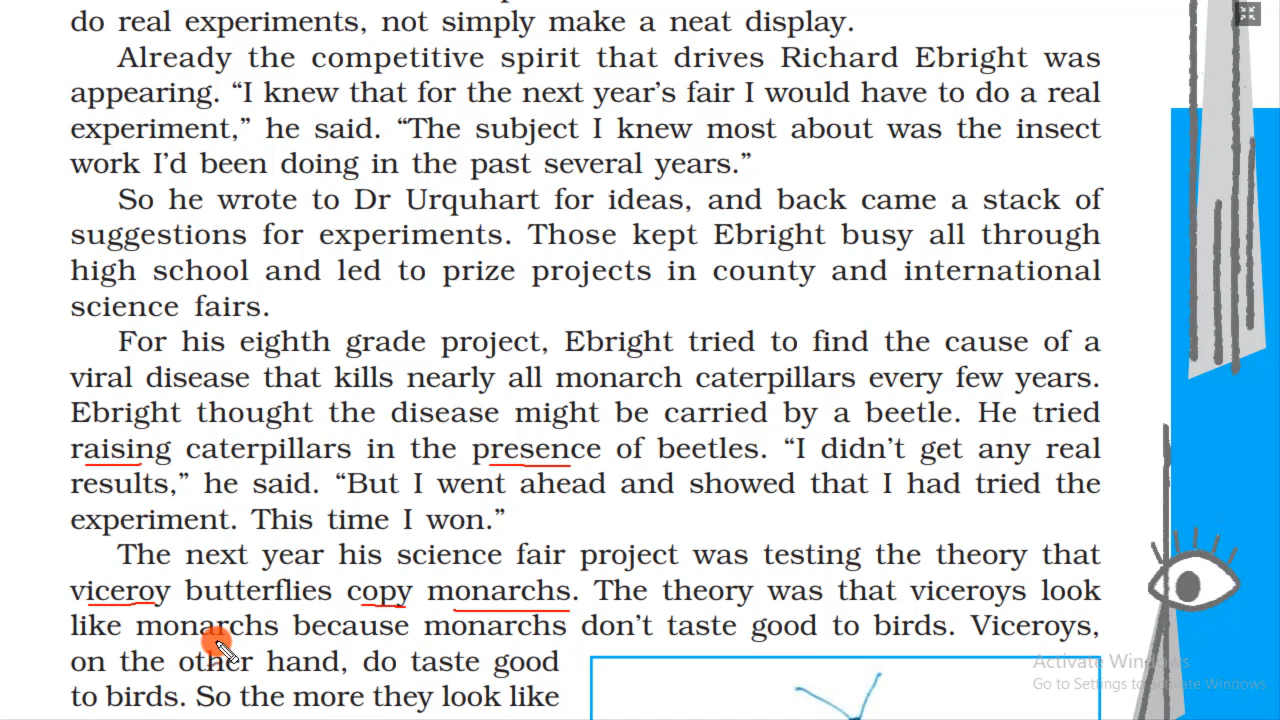 do real experiments, not simply make a neat display.
Already the competitive spirit that drives Richard Ebright was
appearing. “I knew that for the next year’s fair I would have to do a real
experiment,” he said. “The subject I knew most about was the insect
work I’d been doing in the past several years.”
So he wrote to Dr Urquhart for ideas, and back came a stack of
suggestions for experiments. Those kept Ebright busy all through
high school and led to prize projects in county and international
science fairs.
For his eighth grade project, Ebright tried to find the cause of a
viral disease that kills nearly all monarch caterpillars every few years.
Ebright thought the disease might be carried by a beetle. He tried
raising caterpillars in the presence of beetles. “I didn’t get any real
results,” he said. “But I went ahead and showed that I had tried the
experiment. This time I won.”
The next year his science fair project was testing the theory that
viceroy butterflies copy monarchs. The theory was that viceroys look
like monarchs because monarchs don’t taste good to birds. Viceroys,
on the other hand, do taste good
to birds. So the more they look like
Activate Windows
Go to Settings to Activate Windows